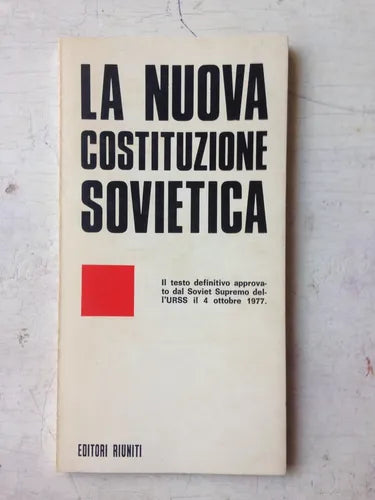 LA NUOVA
COSTITUZIONE
SOVIETICA
Il testo definitivo approva-
to dal Soviet Supremo del-
l'URSS il 4 ottobre 1977.
EDITORI RIUNITI